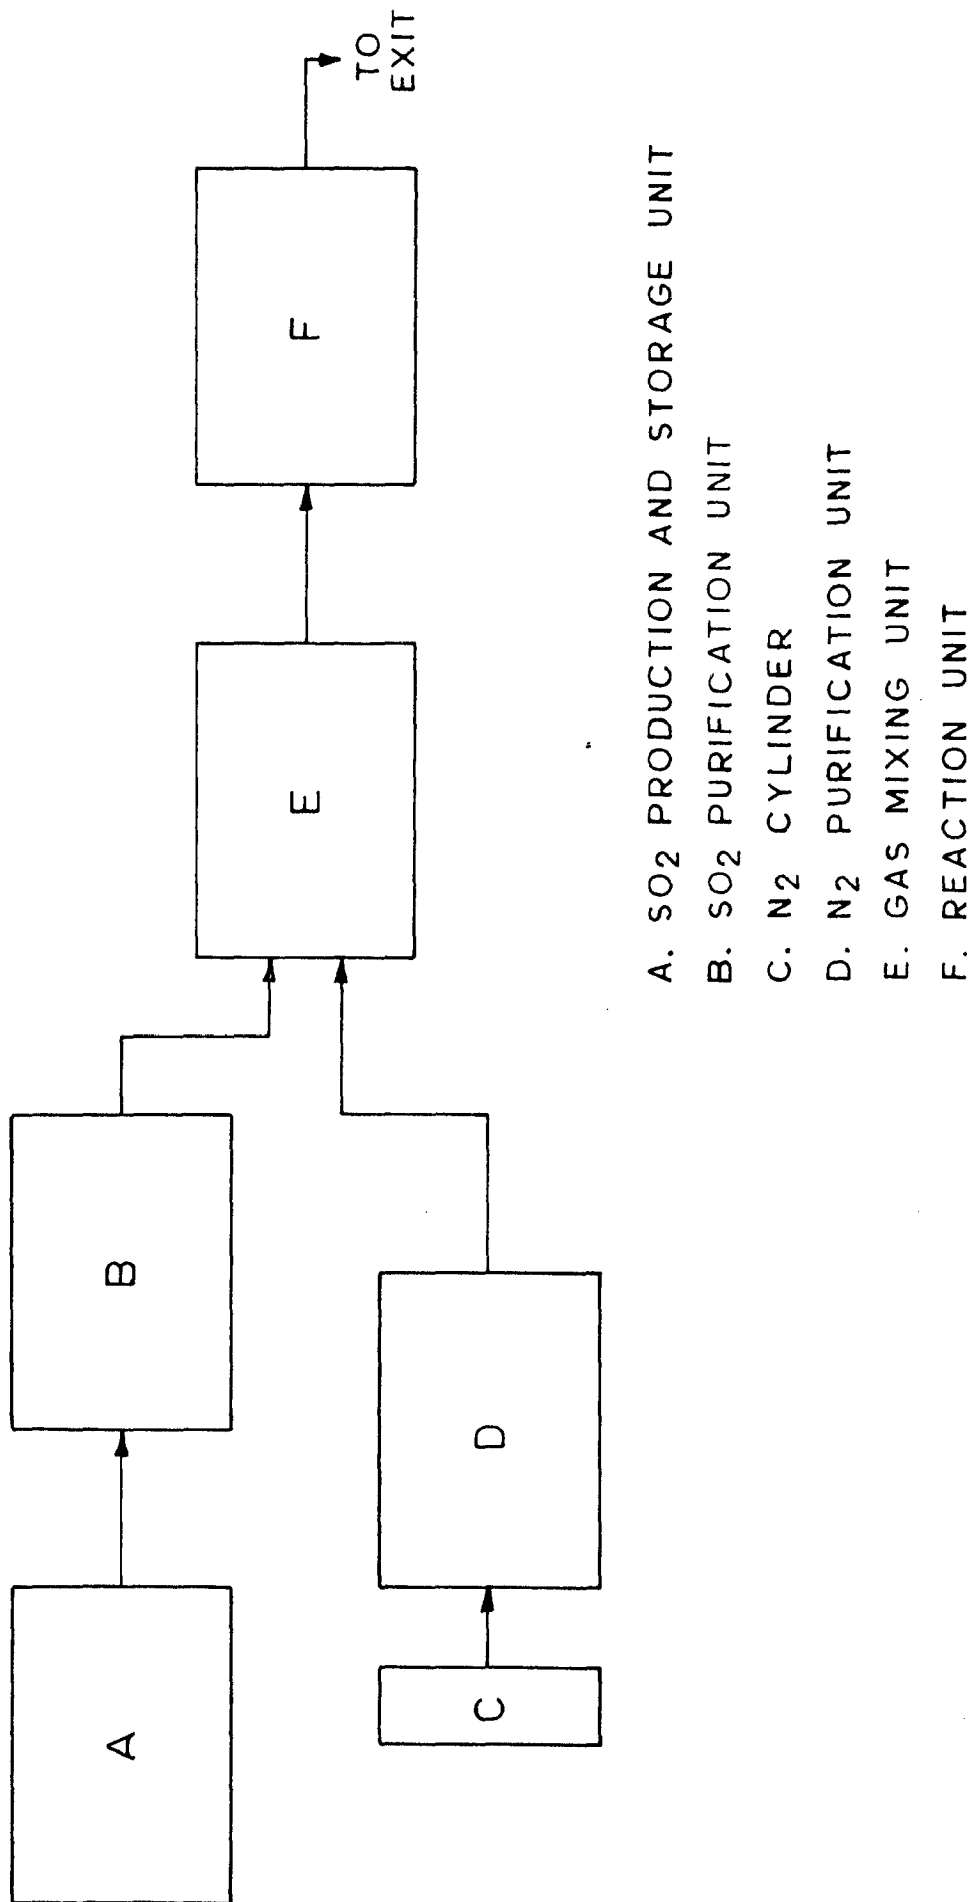 A
B
C
D
E
F
TO
EXIT
A. SO2 PRODUCTION AND STORAGE UNIT
B. SO2 PURIFICATION UNIT
C. N2 CYLINDER
D. N2 PURIFICATION UNIT
E. GAS MIXING UNIT
F. REACTION UNIT